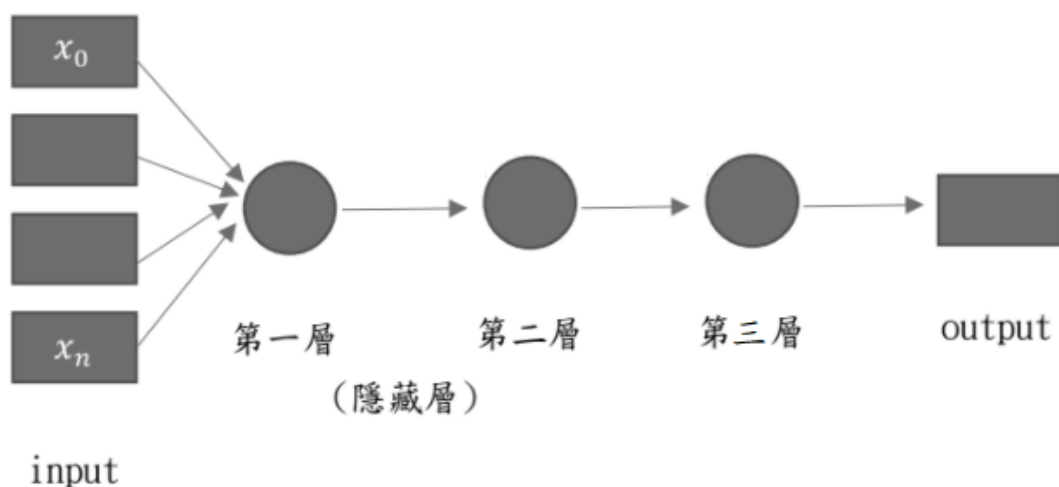 x₀
xₙ
input
第一層
第二層
第三層
(隱藏層)
output